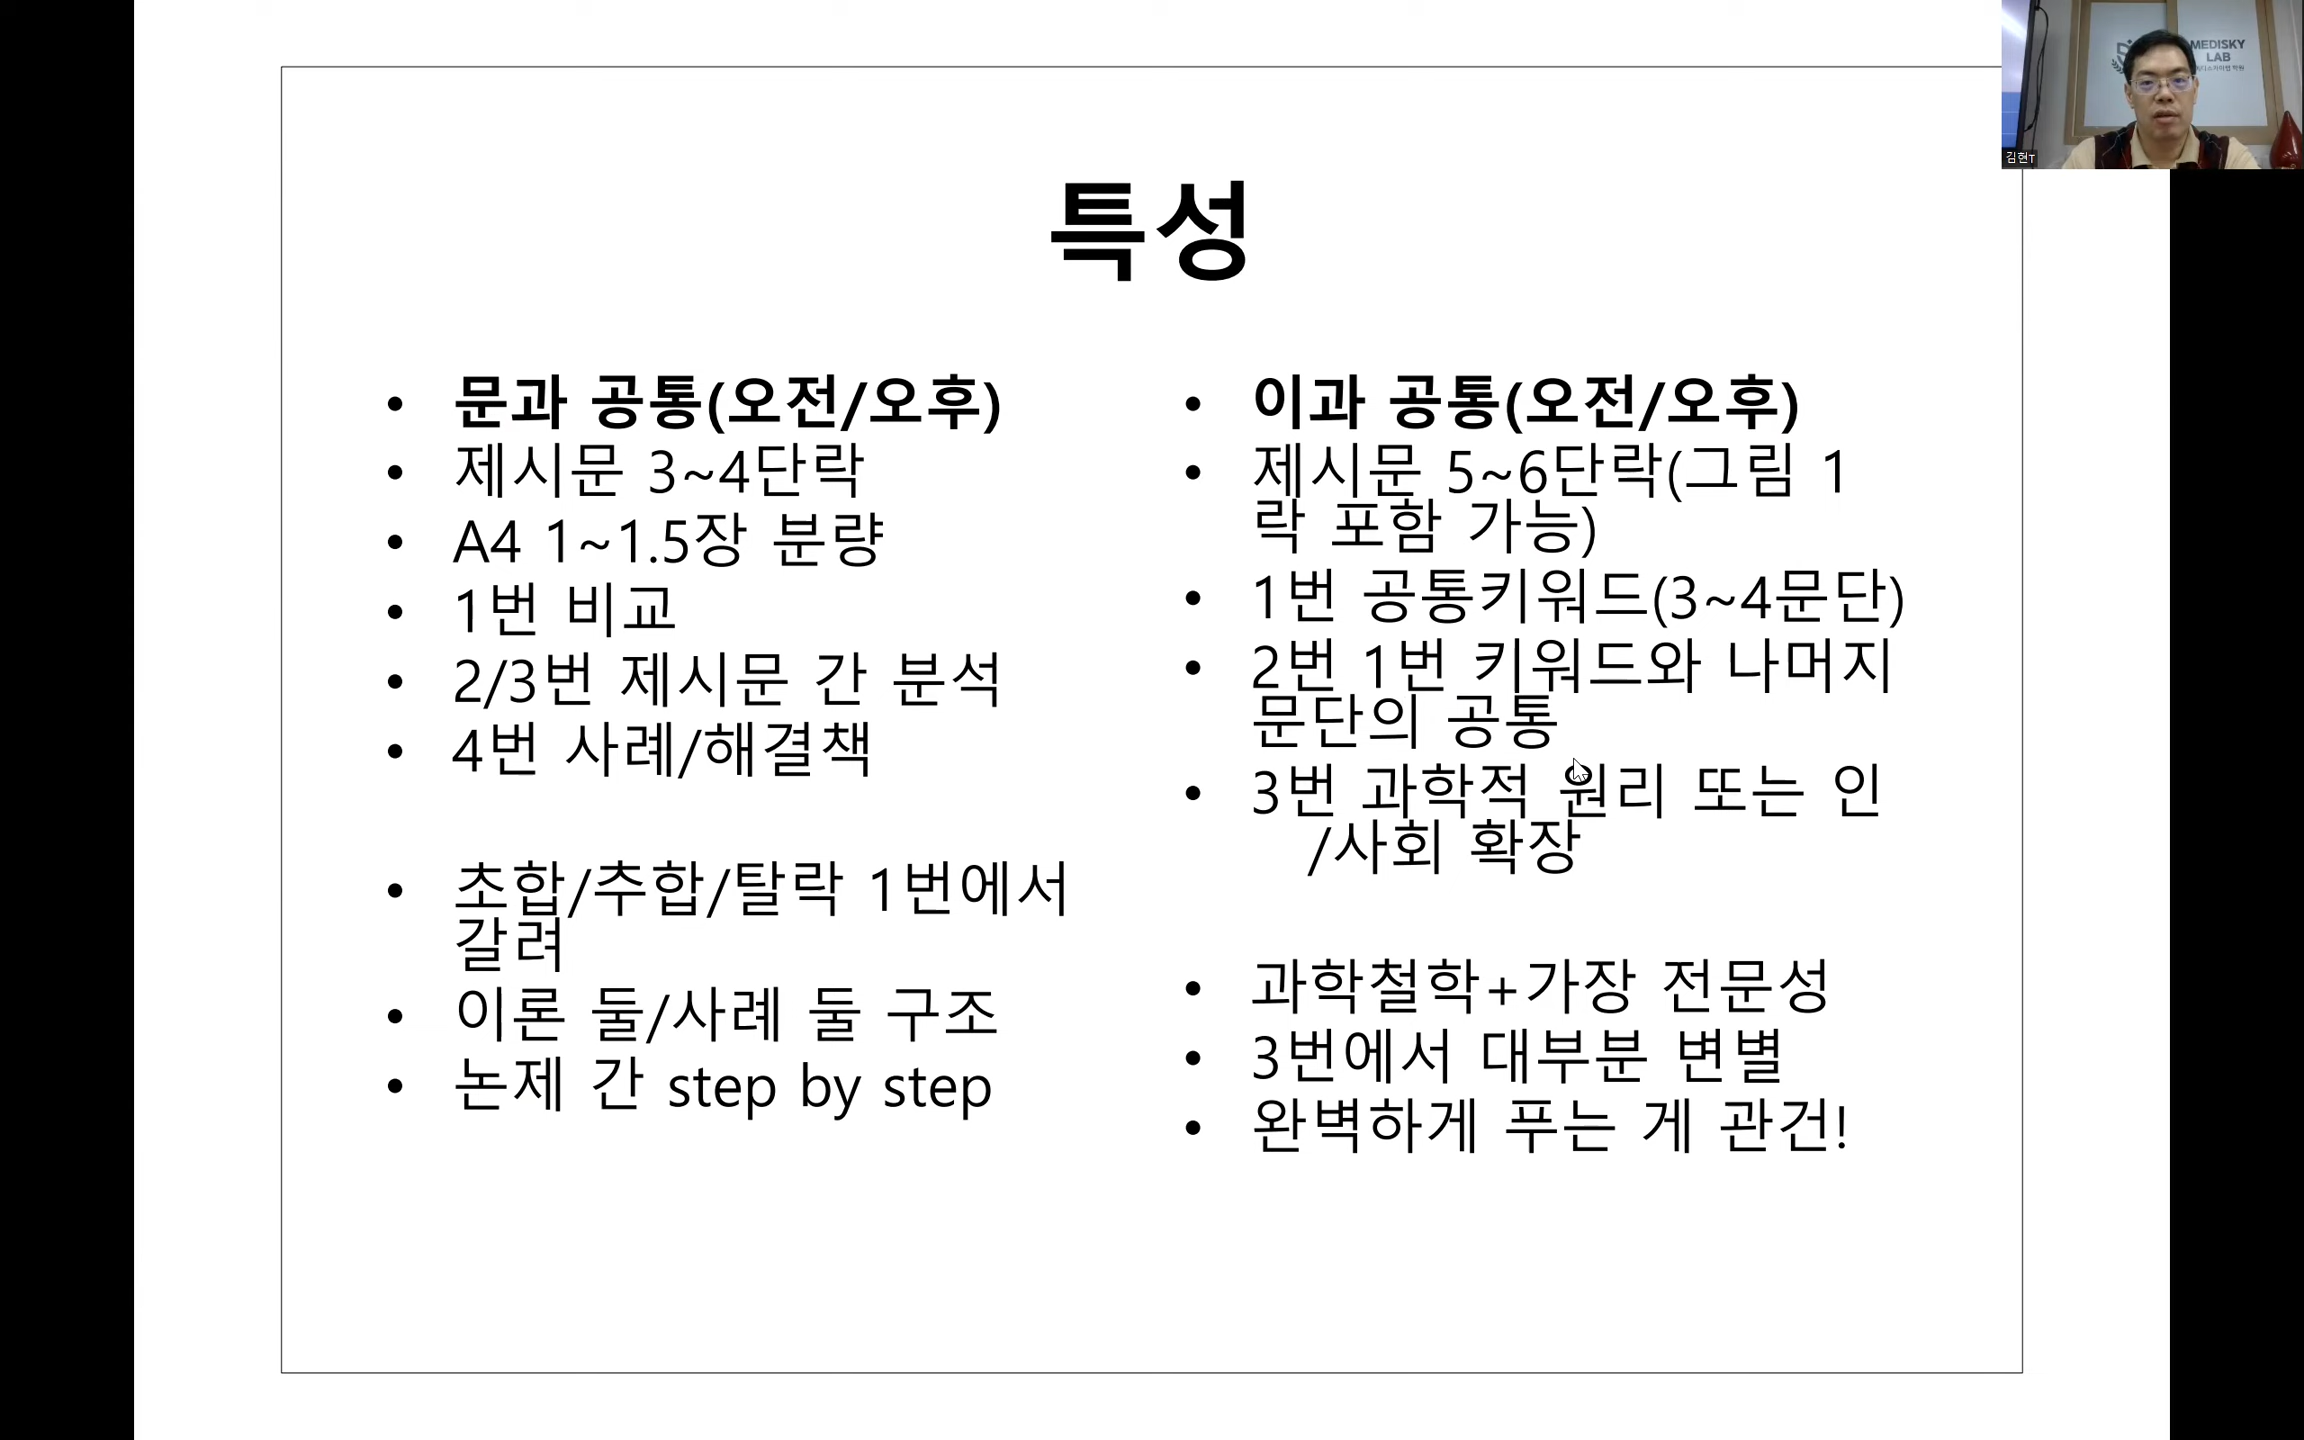 특성
• 문과 공통(오전/오후)
• 제시문 3~4단락
• A4 1~1.5장 분량
• 1번 비교
• 2/3번 제시문 간 분석
• 4번 사례/해결책
• 초합/추합/탈락 1번에서
갈려
• 이론 둘/사례 둘 구조
• 논제 간 step by step
• 이과 공통(오전/오후)
• 제시문 5~6단락(그림 1
락 포함 가능)
• 1번 공통키워드(3~4문단)
• 2번 1번 키워드와 나머지
문단의 공통
• 3번 과학적 원리 또는 인
/사회 확장
• 과학철학+가장 전문성
• 3번에서 대부분 변별
• 완벽하게 푸는 게 관건!
MEDISKY
LAB
김현T